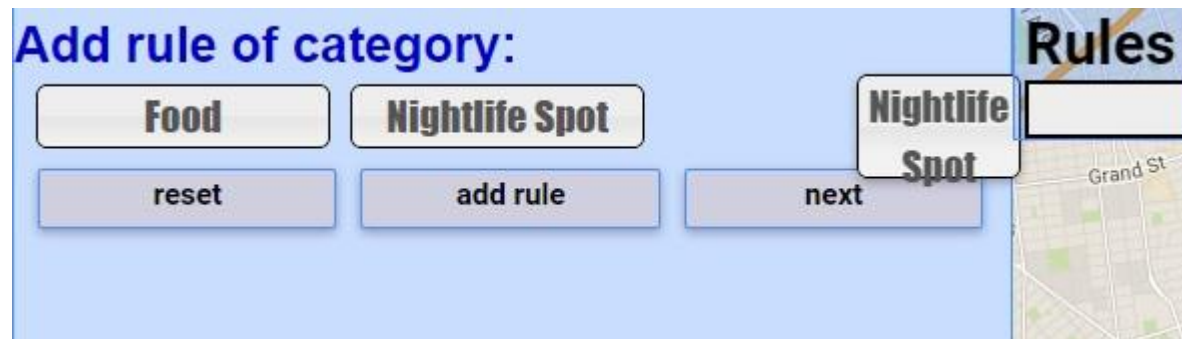 Add rule of category:
Rules
Food
Nightlife Spot
Nightlife
Spot
reset
add rule
next
Grand St